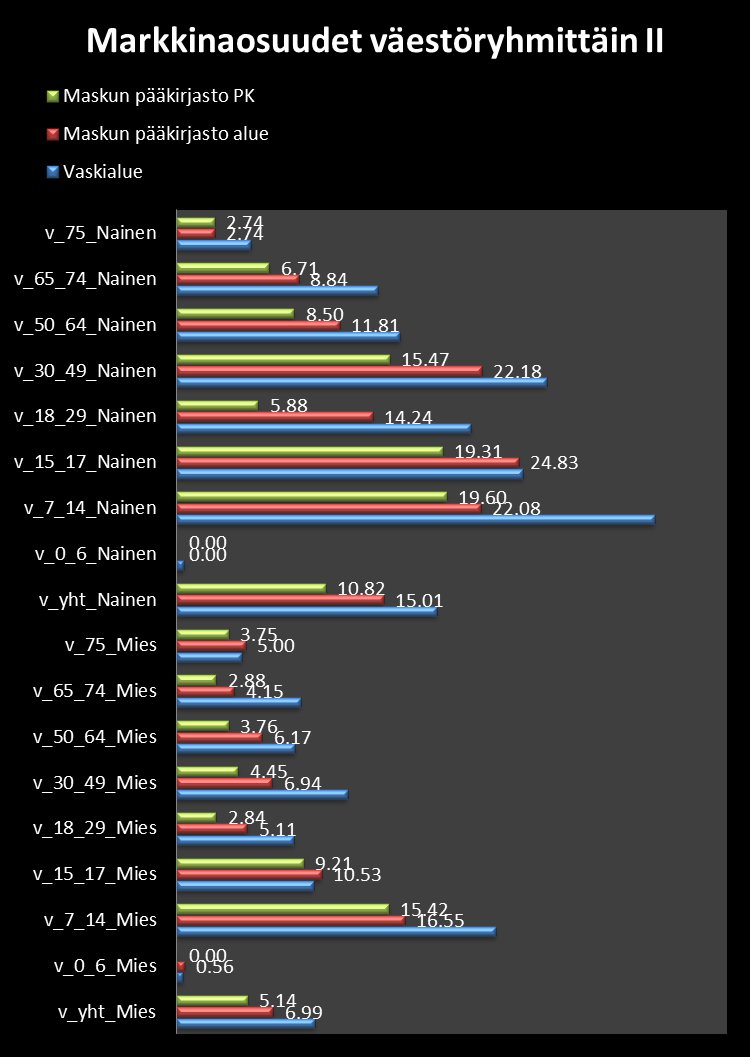 Markkinaosuudet väestöryhmittäin II
Maskun pääkirjasto PK
Maskun pääkirjasto alue
Vaskialue
v_75_Nainen
2.74
2.74
v_65_74_Nainen
6.71
8.84
v_50_64_Nainen
8.50
11.81
v_30_49_Nainen
15.47
22.18
v_18_29_Nainen
5.88
14.24
v_15_17_Nainen
19.31
24.83
v_7_14_Nainen
19.60
22.08
v_0_6_Nainen
0.00
0.00
v_yht_Nainen
10.82
15.01
v_75_Mies
3.75
5.00
v_65_74_Mies
2.88
4.15
v_50_64_Mies
3.76
6.17
v_30_49_Mies
4.45
6.94
v_18_29_Mies
2.84
5.11
v_15_17_Mies
9.21
10.53
v_7_14_Mies
15.42
16.55
v_0_6_Mies
0.00
0.56
v_yht_Mies
5.14
6.99